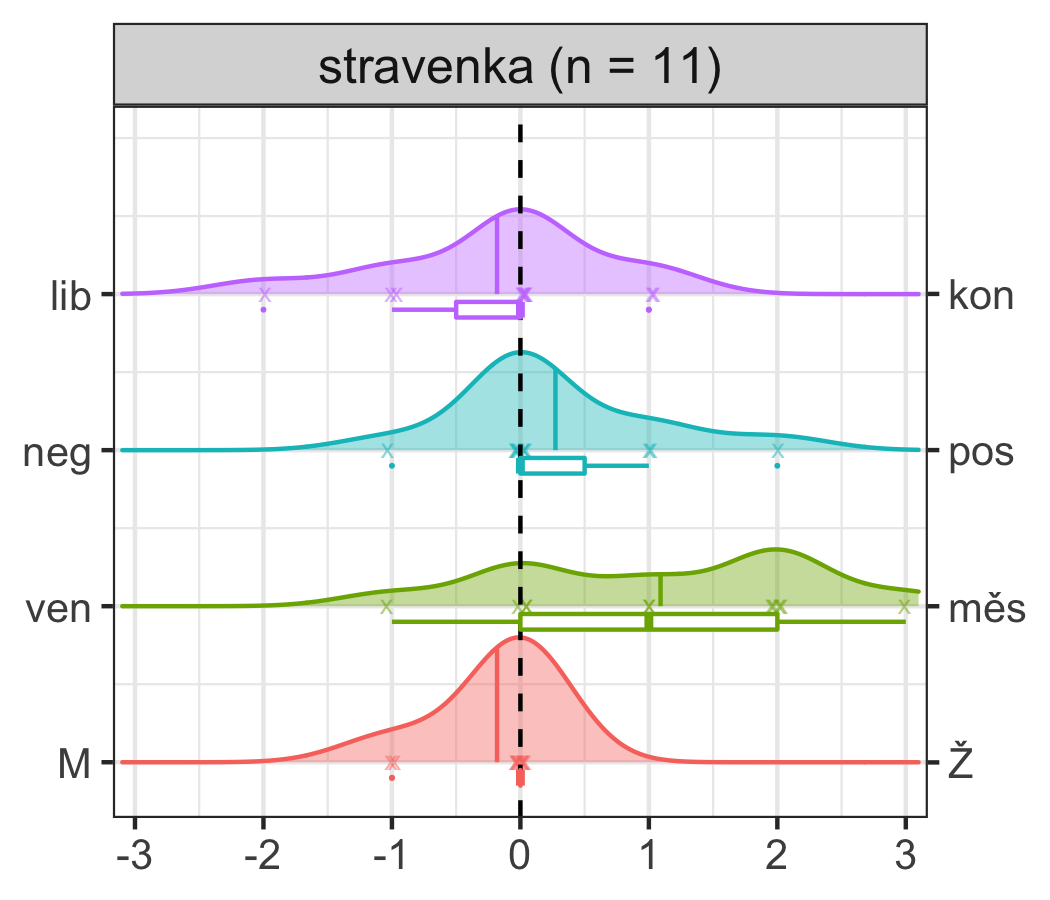 stravenka (n = 11)
lib kon
neg pos
ven měs
M Ž
-3 -2 -1 0 1 2 3